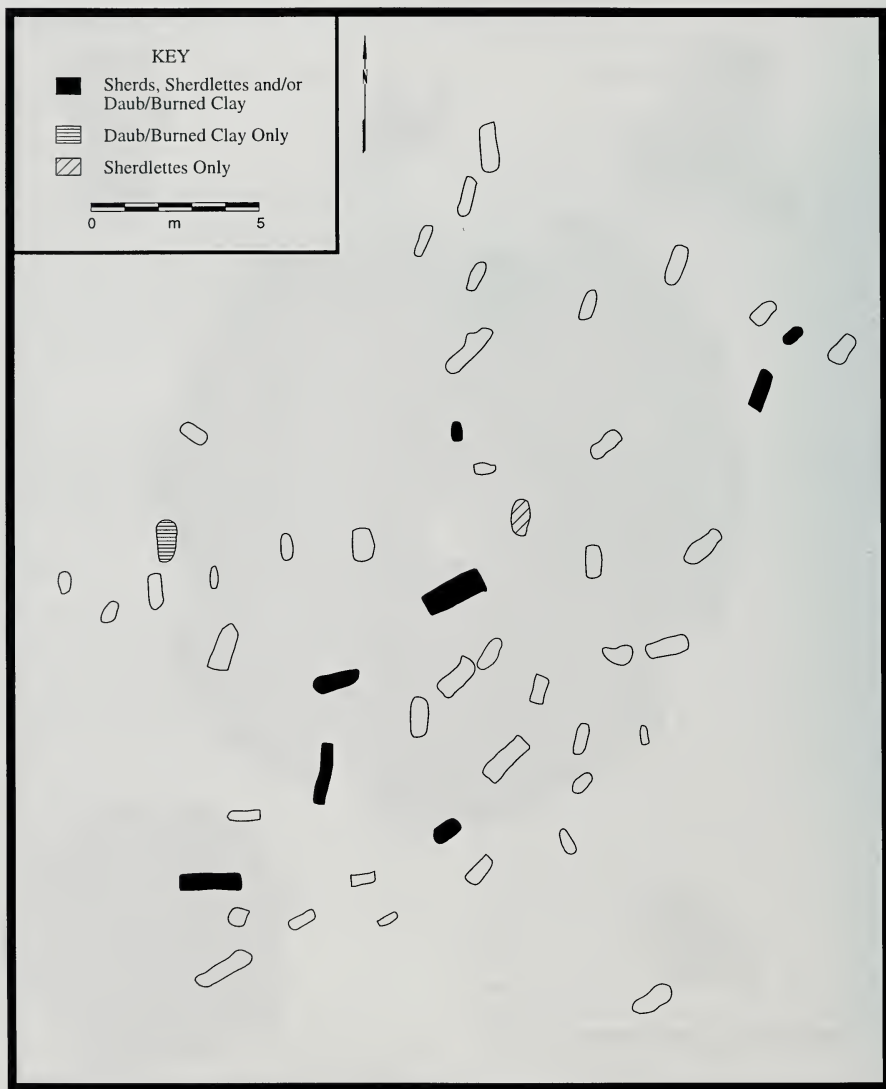 KEY
Sherds, Sherdlettes and/or
Daub/Burned Clay
Daub/Burned Clay Only
Sherdlettes Only
0 m 5
N